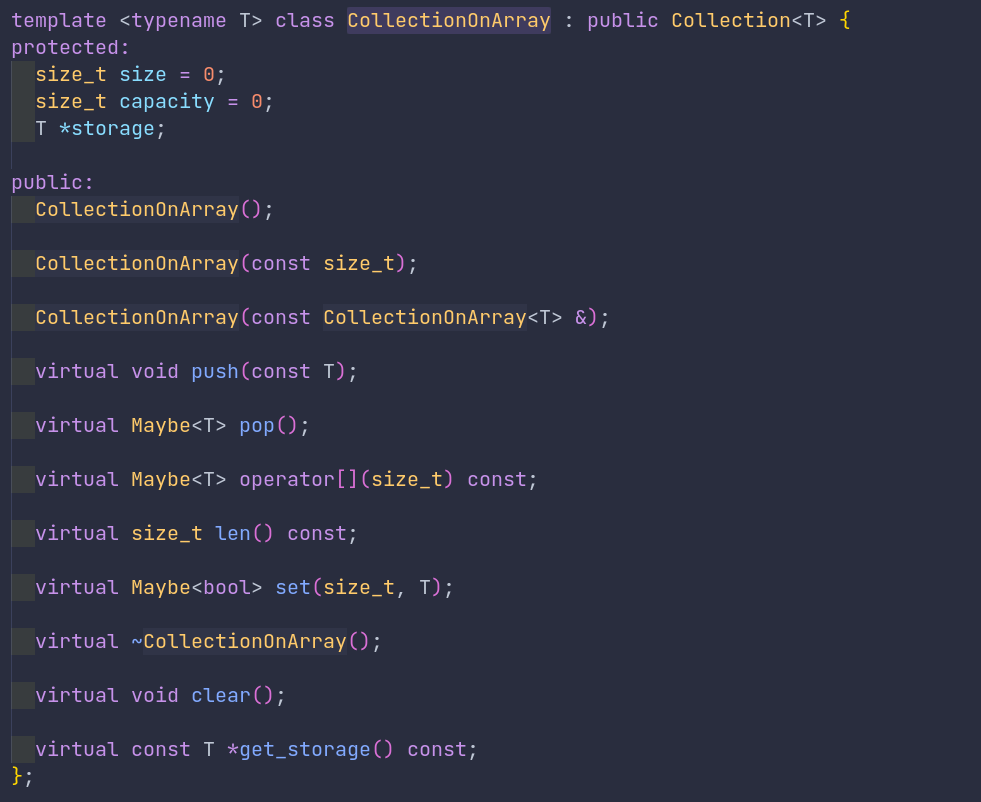 template <typename T> class CollectionOnArray : public Collection<T> {
protected:
  size_t size = 0;
  size_t capacity = 0;
  T *storage;
public:
  CollectionOnArray();
  CollectionOnArray(const size_t);
  CollectionOnArray(const CollectionOnArray<T> &);
  virtual void push(const T);
  virtual Maybe<T> pop();
  virtual Maybe<T> operator[](size_t) const;
  virtual size_t len() const;
  virtual Maybe<bool> set(size_t, T);
  virtual ~CollectionOnArray();
  virtual void clear();
  virtual const T *get_storage() const;
};